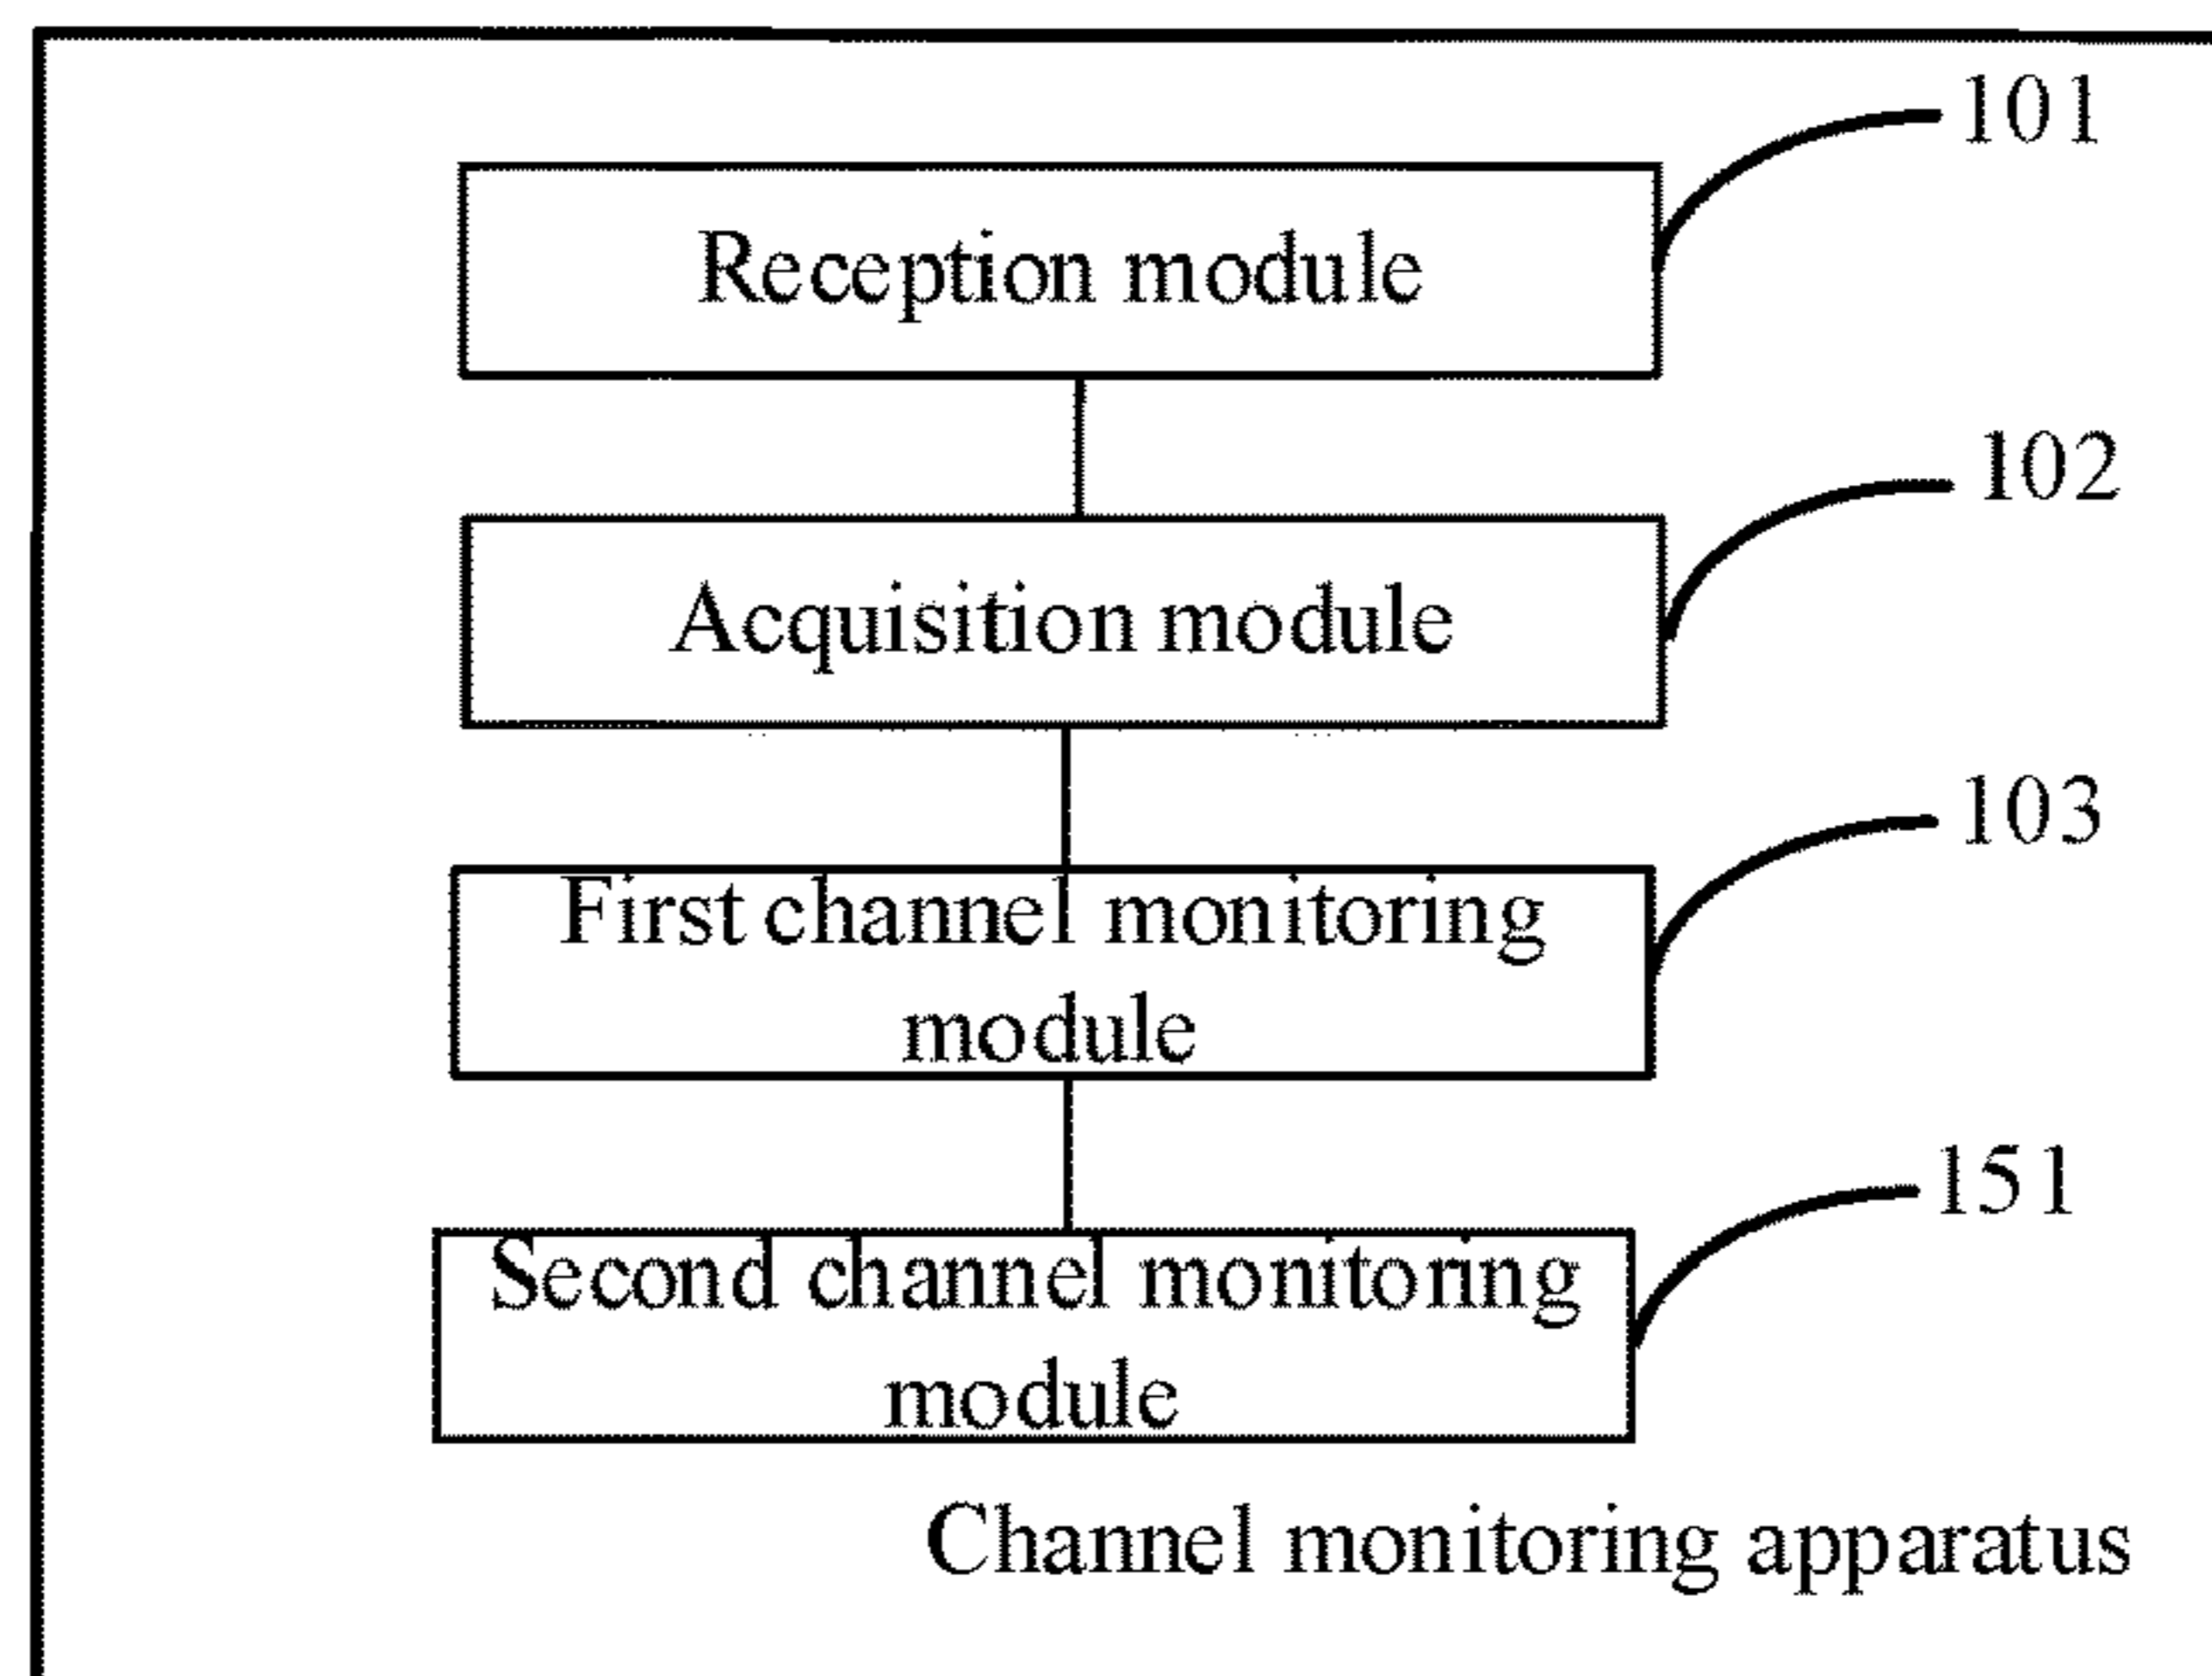 101
Reception module
102
Acquisition module
103
First channel monitoring
module
151
Second channel monitoring
module
Channel monitoring apparatus